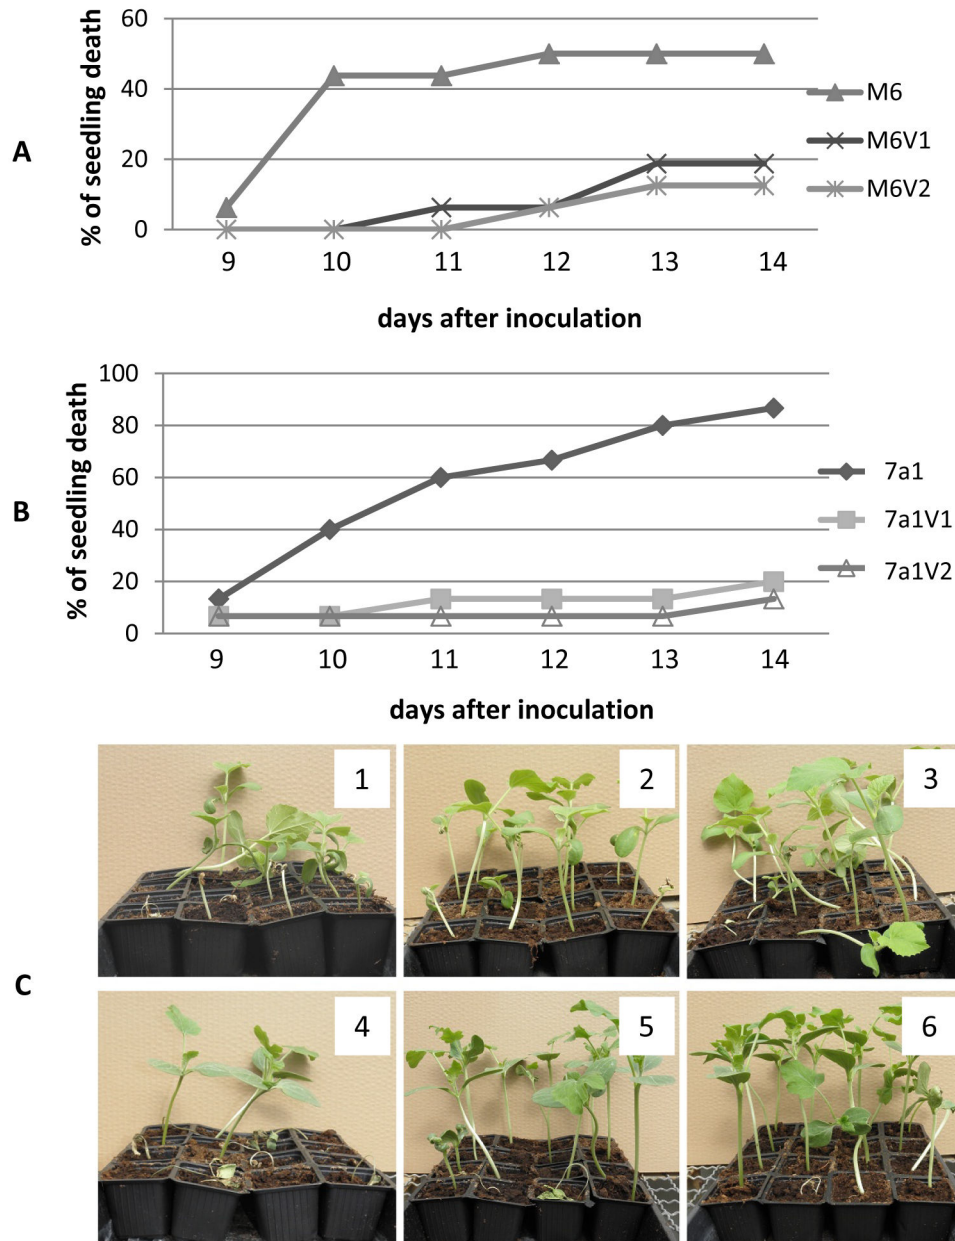 A
% of seedling death
60
40
20
0
9 10 11 12 13 14
days after inoculation
M6
M6V1
M6V2
B
% of seedling death
100
80
60
40
20
0
9 10 11 12 13 14
days after inoculation
7a1
7a1V1
7a1V2
C
1 2 3
4 5 6